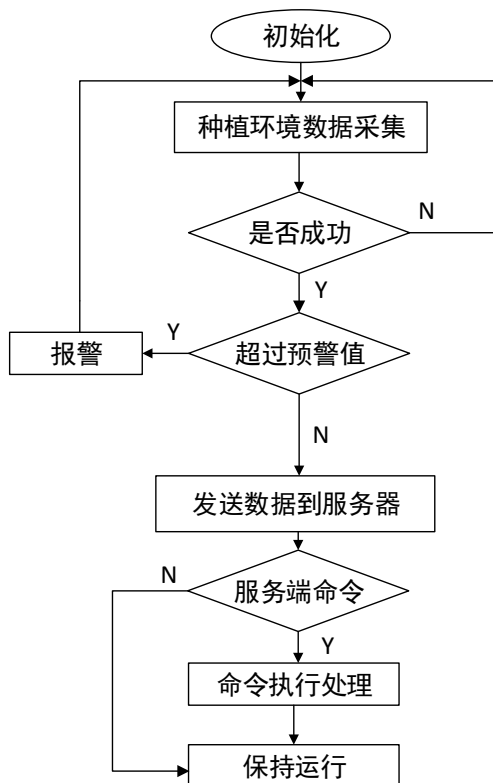 初始化
种植环境数据采集
是否成功
N
Y
Y
报警
超过预警值
N
发送数据到服务器
N
服务端命令
Y
命令执行处理
保持运行